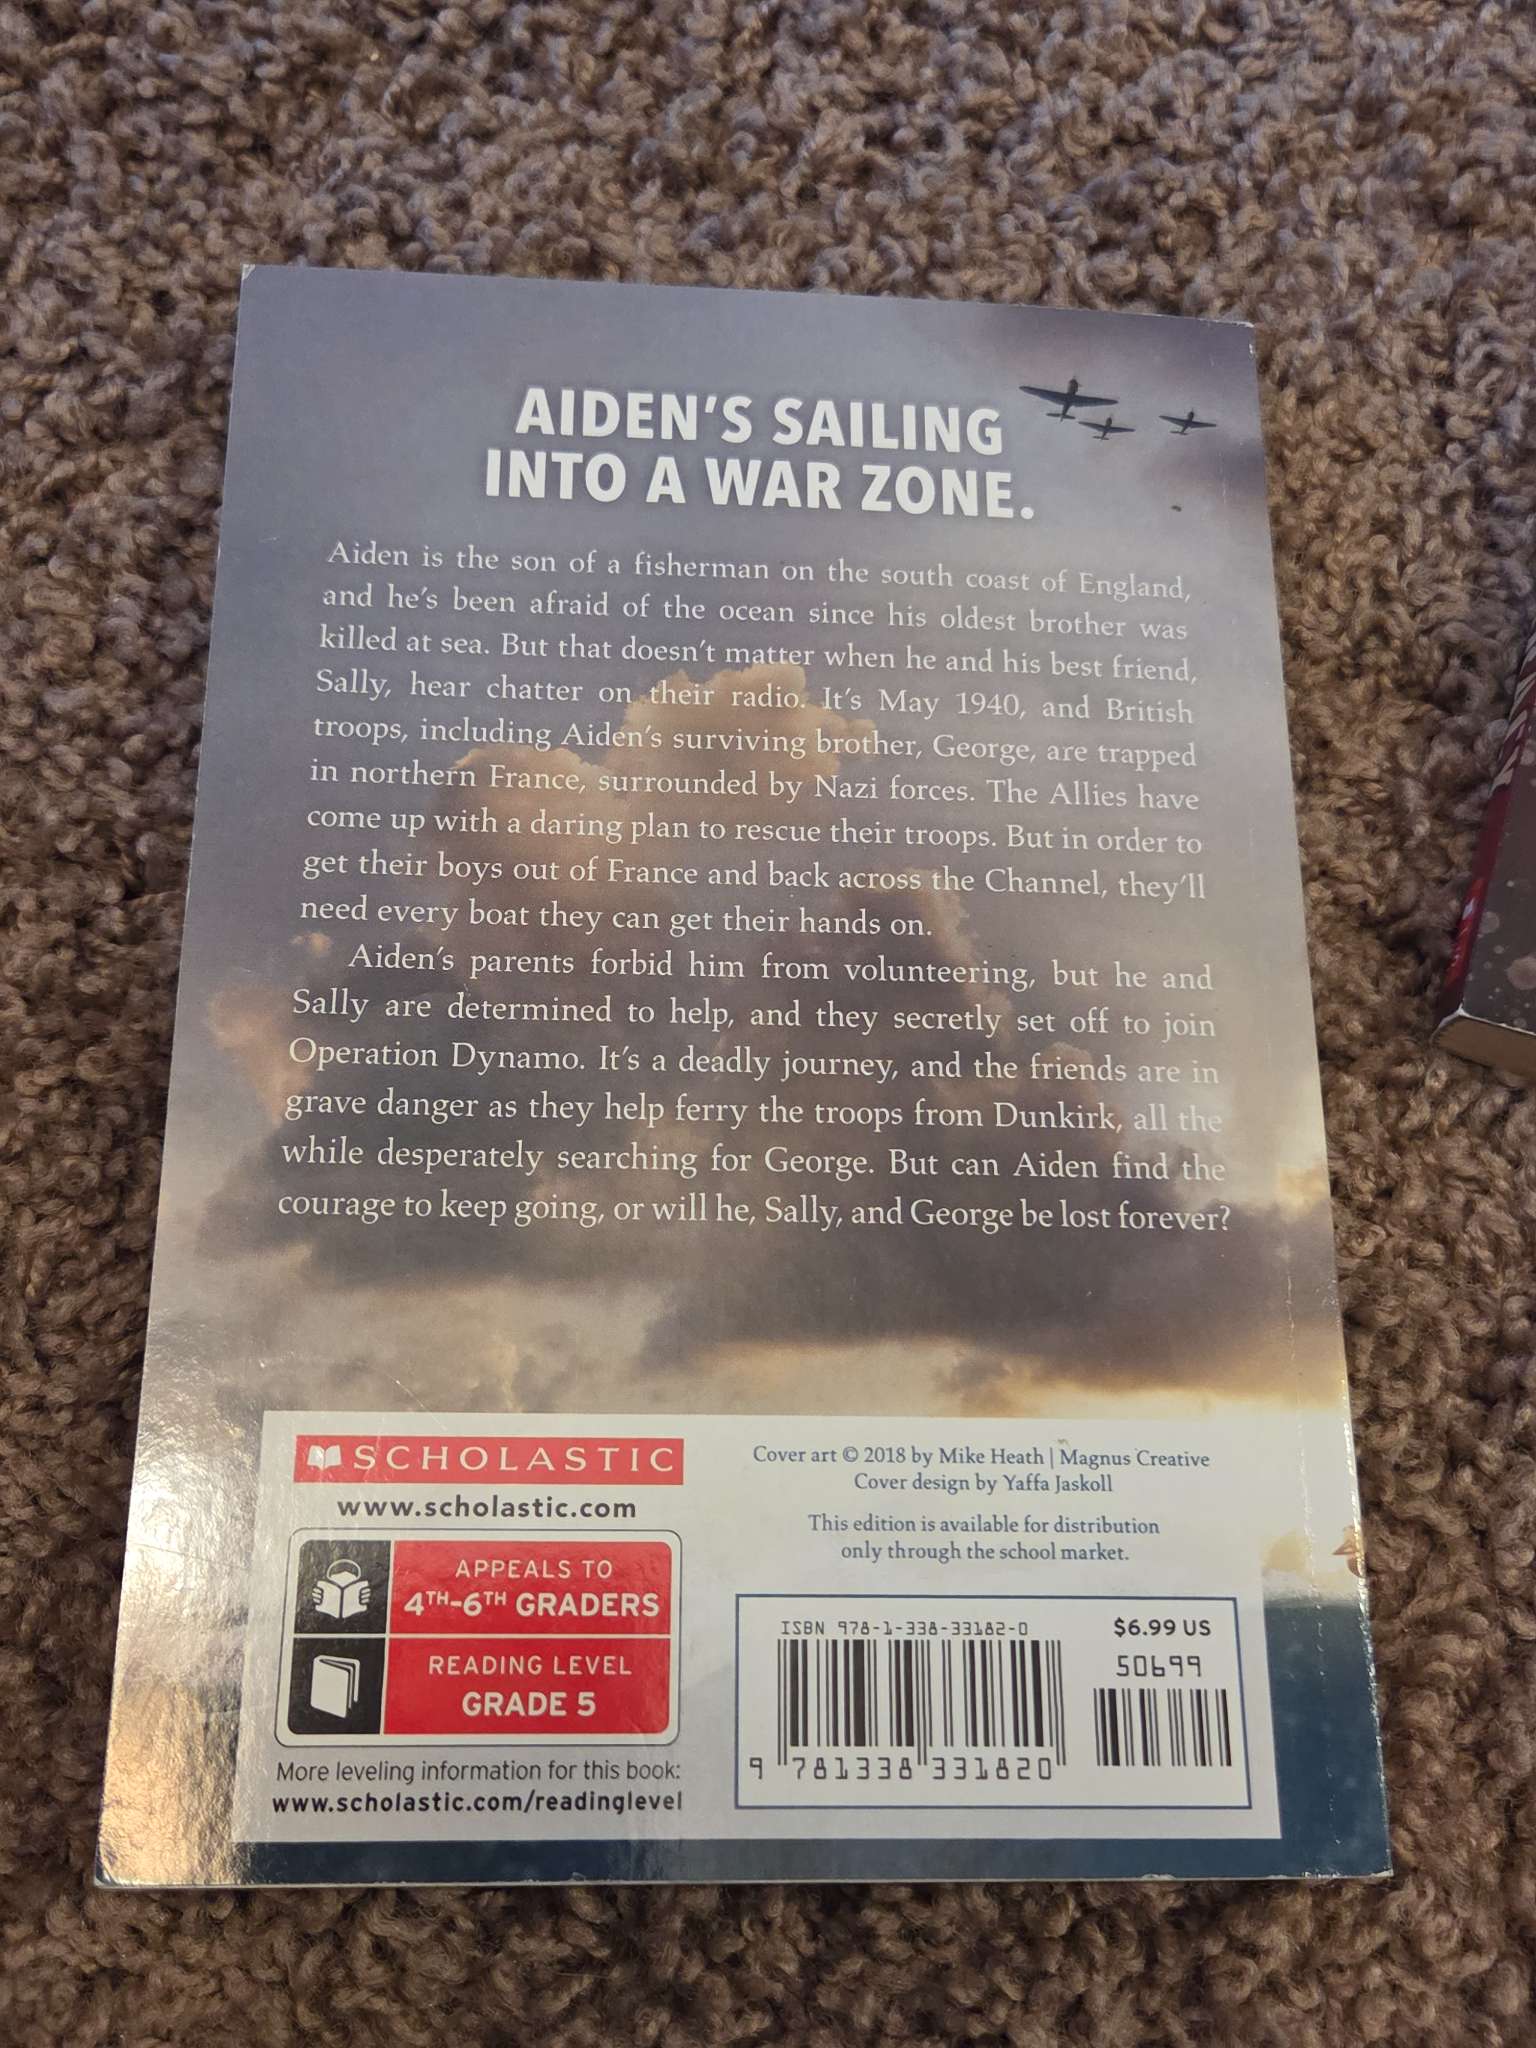 AIDEN'S SAILING
INTO A WAR ZONE.
Aiden is the son of a fisherman on the south coast of England,
and he's been afraid of the ocean since his oldest brother was
killed at sea. But that doesn't matter when he and his best friend,
Sally, hear chatter on their radio. It's May 1940, and British
troops, including Aiden's surviving brother, George, are trapped
in northern France, surrounded by Nazi forces. The Allies have
come up with a daring plan to rescue their troops. But in order to
get their boys out of France and back across the Channel, they'll
need every boat they can get their hands on.
Aiden's parents forbid him from volunteering, but he and
Sally are determined to help, and they secretly set off to join
Operation Dynamo. It's a deadly journey, and the friends are in
grave danger as they help ferry the troops from Dunkirk, all the
while desperately searching for George. But can Aiden find the
courage to keep going, or will he, Sally, and George be lost forever?
SCHOLASTIC
www.scholastic.com
APPEALS TO
4TH-6TH GRADERS
READING LEVEL
GRADE 5
More leveling information for this book:
www.scholastic.com/readinglevel
Cover art © 2018 by Mike Heath | Magnus Creative
Cover design by Yaffa Jaskoll
This edition is available for distribution
only through the school market.
ISBN 978-1-338-33182-0
$6.99 US
50699
9 781338 331820